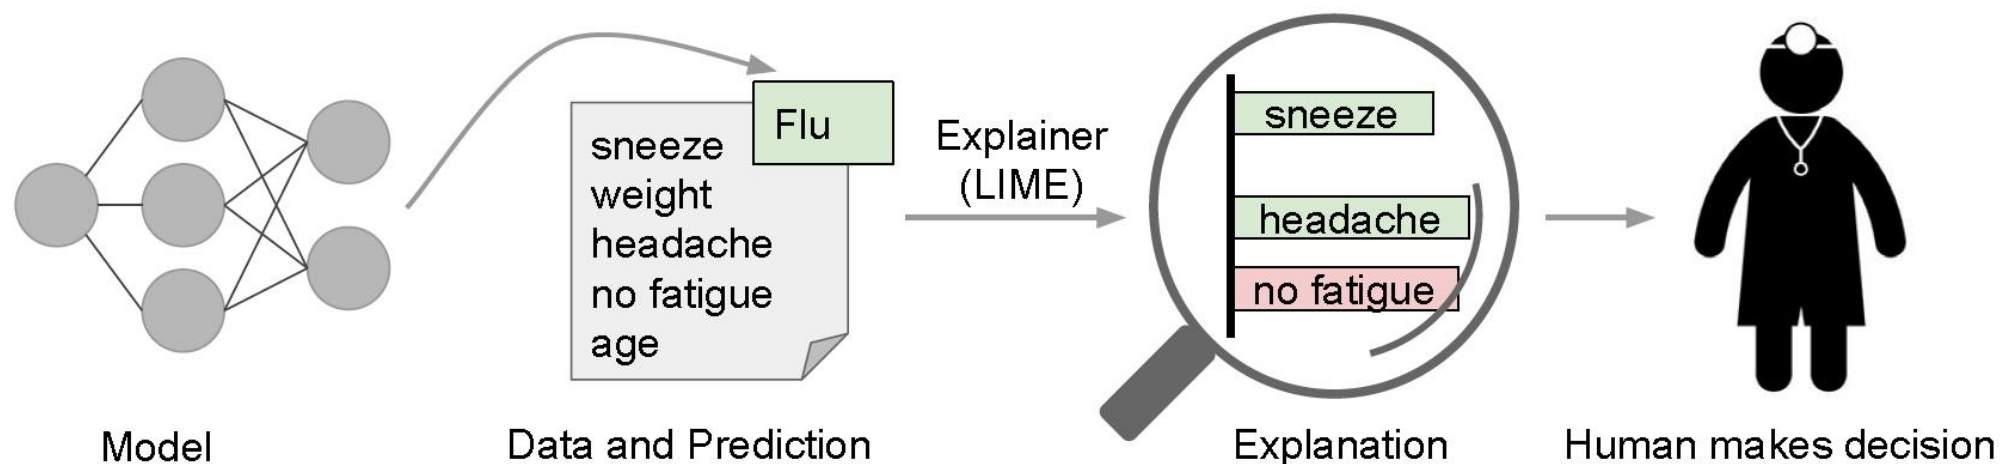 Flu
sneeze
weight
headache
no fatigue
age
Explainer
(LIME)
sneeze
headache
no fatigue
Model
Data and Prediction
Explanation
Human makes decision